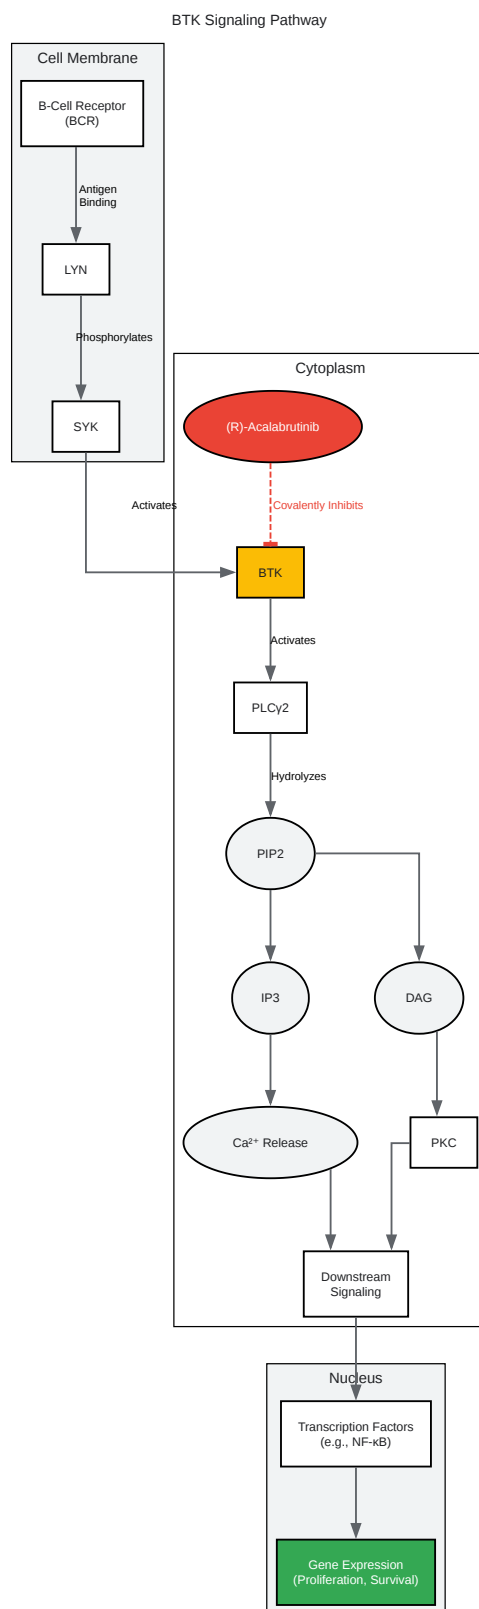 BTK Signaling Pathway
Cell Membrane
B-Cell Receptor
(BCR)
Antigen
Binding
LYN
Phosphorylates
SYK
Activates
Cytoplasm
(R)-Acalabrutinib
Covalently Inhibits
BTK
Activates
PLCγ2
Hydrolyzes
PIP2
IP3
DAG
Ca²⁺ Release
PKC
Downstream
Signaling
Nucleus
Transcription Factors
(e.g., NF-κB)
Gene Expression
(Proliferation, Survival)